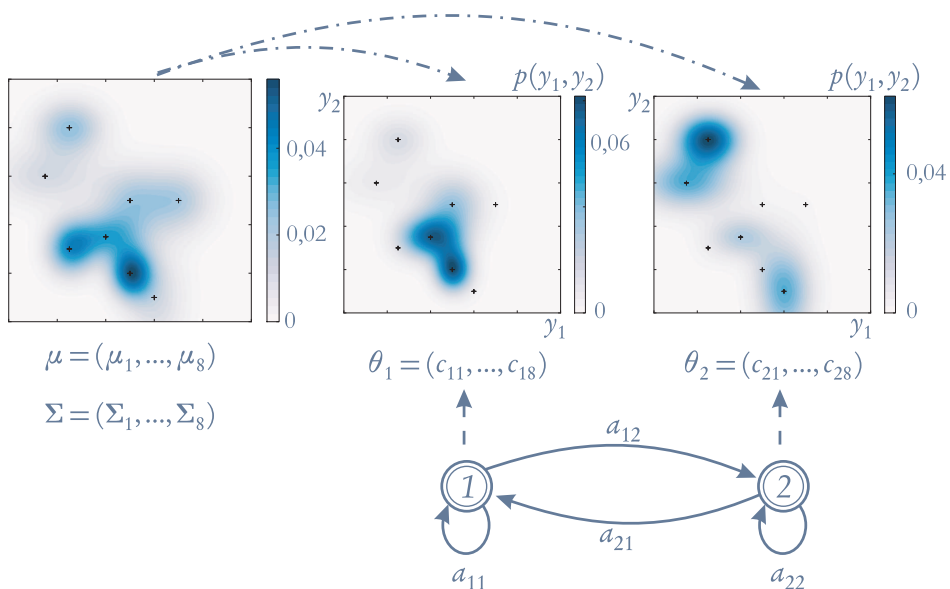 p(y₁,y₂)
p(y₁,y₂)
y₂
y₂
0,04
0,02
0
0,06
0
0,04
0
y₁
y₁
μ = (μ₁,...,μ₈)
Σ = (Σ₁,...,Σ₈)
θ₁ = (c₁₁,...,c₁₈)
θ₂ = (c₂₁,...,c₂₈)
a₁₂
1
2
a₂₁
a₁₁
a₂₂